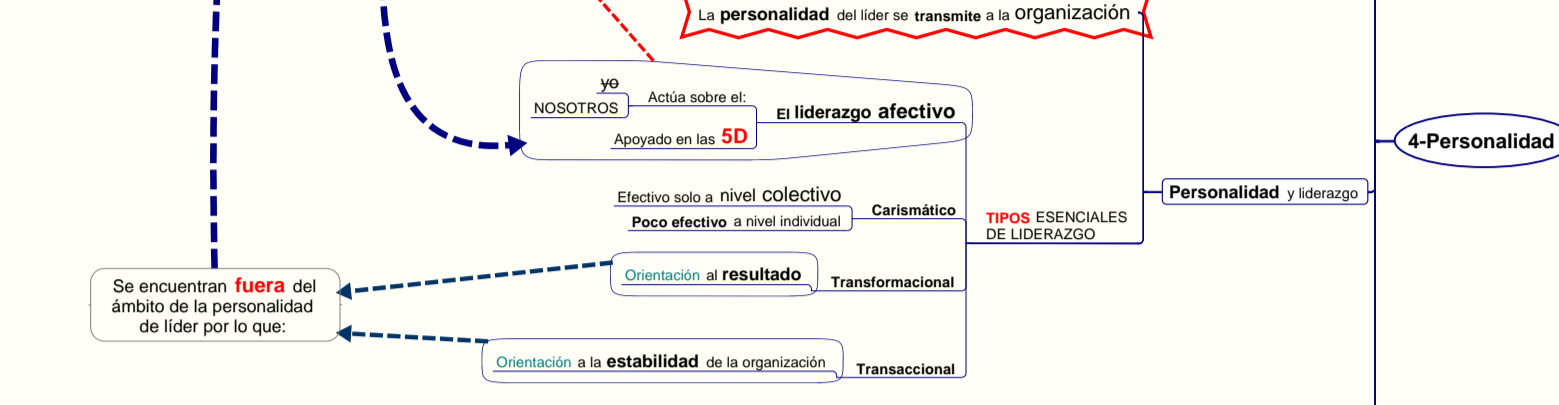 La personalidad del líder se transmite a la organización
yo
NOSOTROS
Actúa sobre el:
Apoyado en las 5D
El liderazgo afectivo
4-Personalidad
Personalidad y liderazgo
Efectivo solo a nivel colectivo
Poco efectivo a nivel individual
Carismático
TIPOS ESENCIALES
DE LIDERAZGO
Orientación al resultado
Transformacional
Se encuentran fuera del
ámbito de la personalidad
de líder por lo que:
Orientación a la estabilidad de la organización
Transaccional